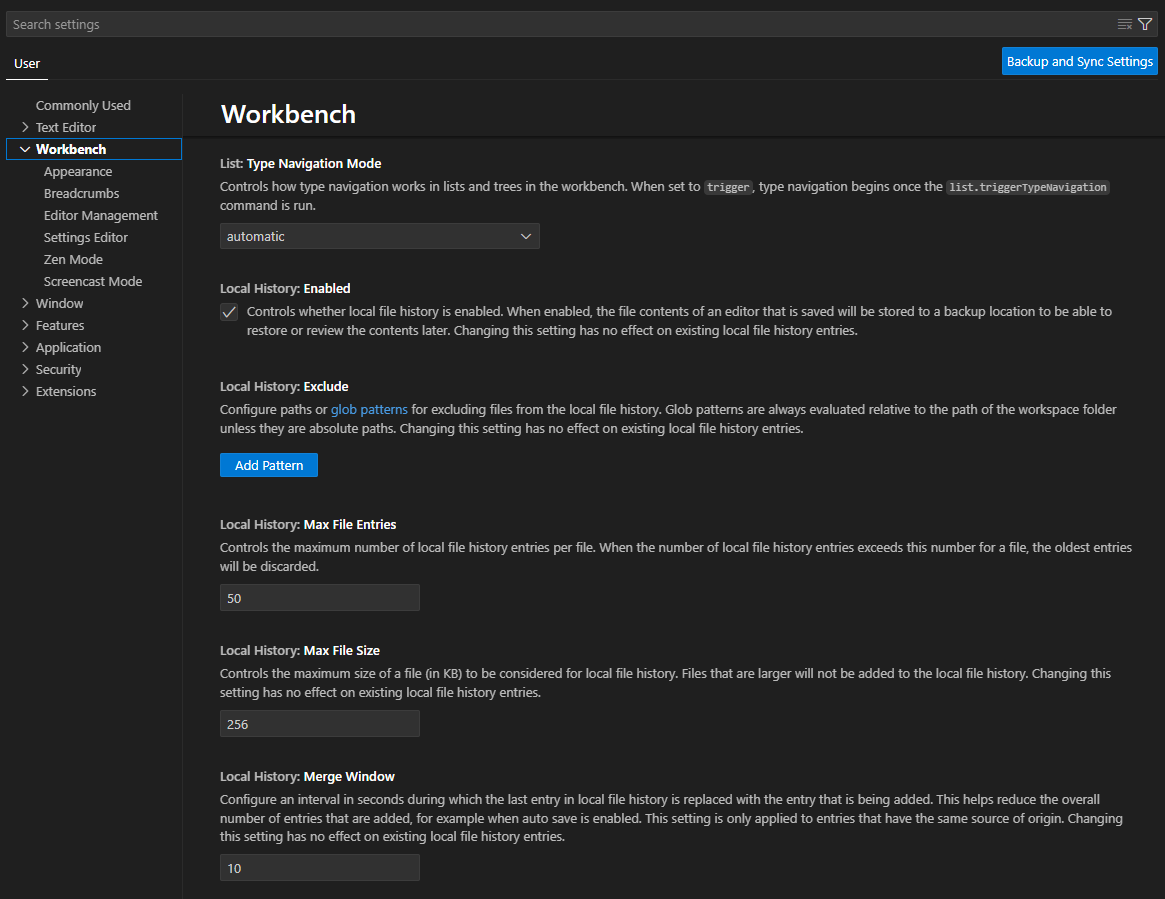 Search settings
User
Backup and Sync Settings
Commonly Used
Text Editor
Workbench
Appearance
Breadcrumbs
Editor Management
Settings Editor
Zen Mode
Screencast Mode
Window
Features
Application
Security
Extensions
Workbench
List: Type Navigation Mode
Controls how type navigation works in lists and trees in the workbench. When set to trigger, type navigation begins once the list.triggerTypeNavigation
command is run.
automatic
Local History: Enabled
Controls whether local file history is enabled. When enabled, the file contents of an editor that is saved will be stored to a backup location to be able to
restore or review the contents later. Changing this setting has no effect on existing local file history entries.
Local History: Exclude
Configure paths or glob patterns for excluding files from the local file history. Glob patterns are always evaluated relative to the path of the workspace folder
unless they are absolute paths. Changing this setting has no effect on existing local file history entries.
Add Pattern
Local History: Max File Entries
Controls the maximum number of local file history entries per file. When the number of local file history entries exceeds this number for a file, the oldest entries
will be discarded.
50
Local History: Max File Size
Controls the maximum size of a file (in KB) to be considered for local file history. Files that are larger will not be added to the local file history. Changing this
setting has no effect on existing local file history entries.
256
Local History: Merge Window
Configure an interval in seconds during which the last entry in local file history is replaced with the entry that is being added. This helps reduce the overall
number of entries that are added, for example when auto save is enabled. This setting is only applied to entries that have the same source of origin. Changing
this setting has no effect on existing local file history entries.
10